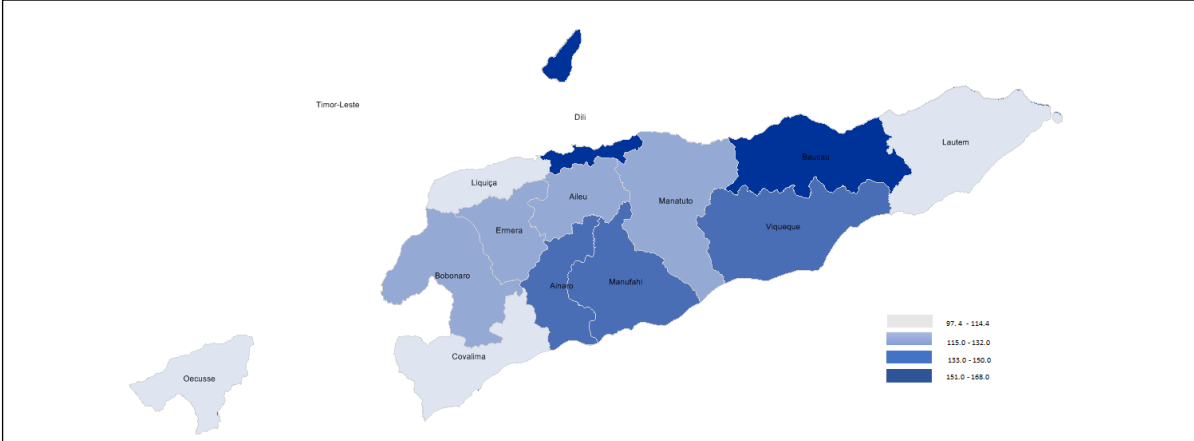 Timor-Leste
Dili
Baucau
Lautem
Liquiça
Aileu
Manatuto
Ermera
Viqueque
Bobonaro
Ainaro
Manufahi
Covalima
Oecusse
97. 4 - 114.4
115.0 - 132.0
133.0 - 150.0
151.0 - 168.0